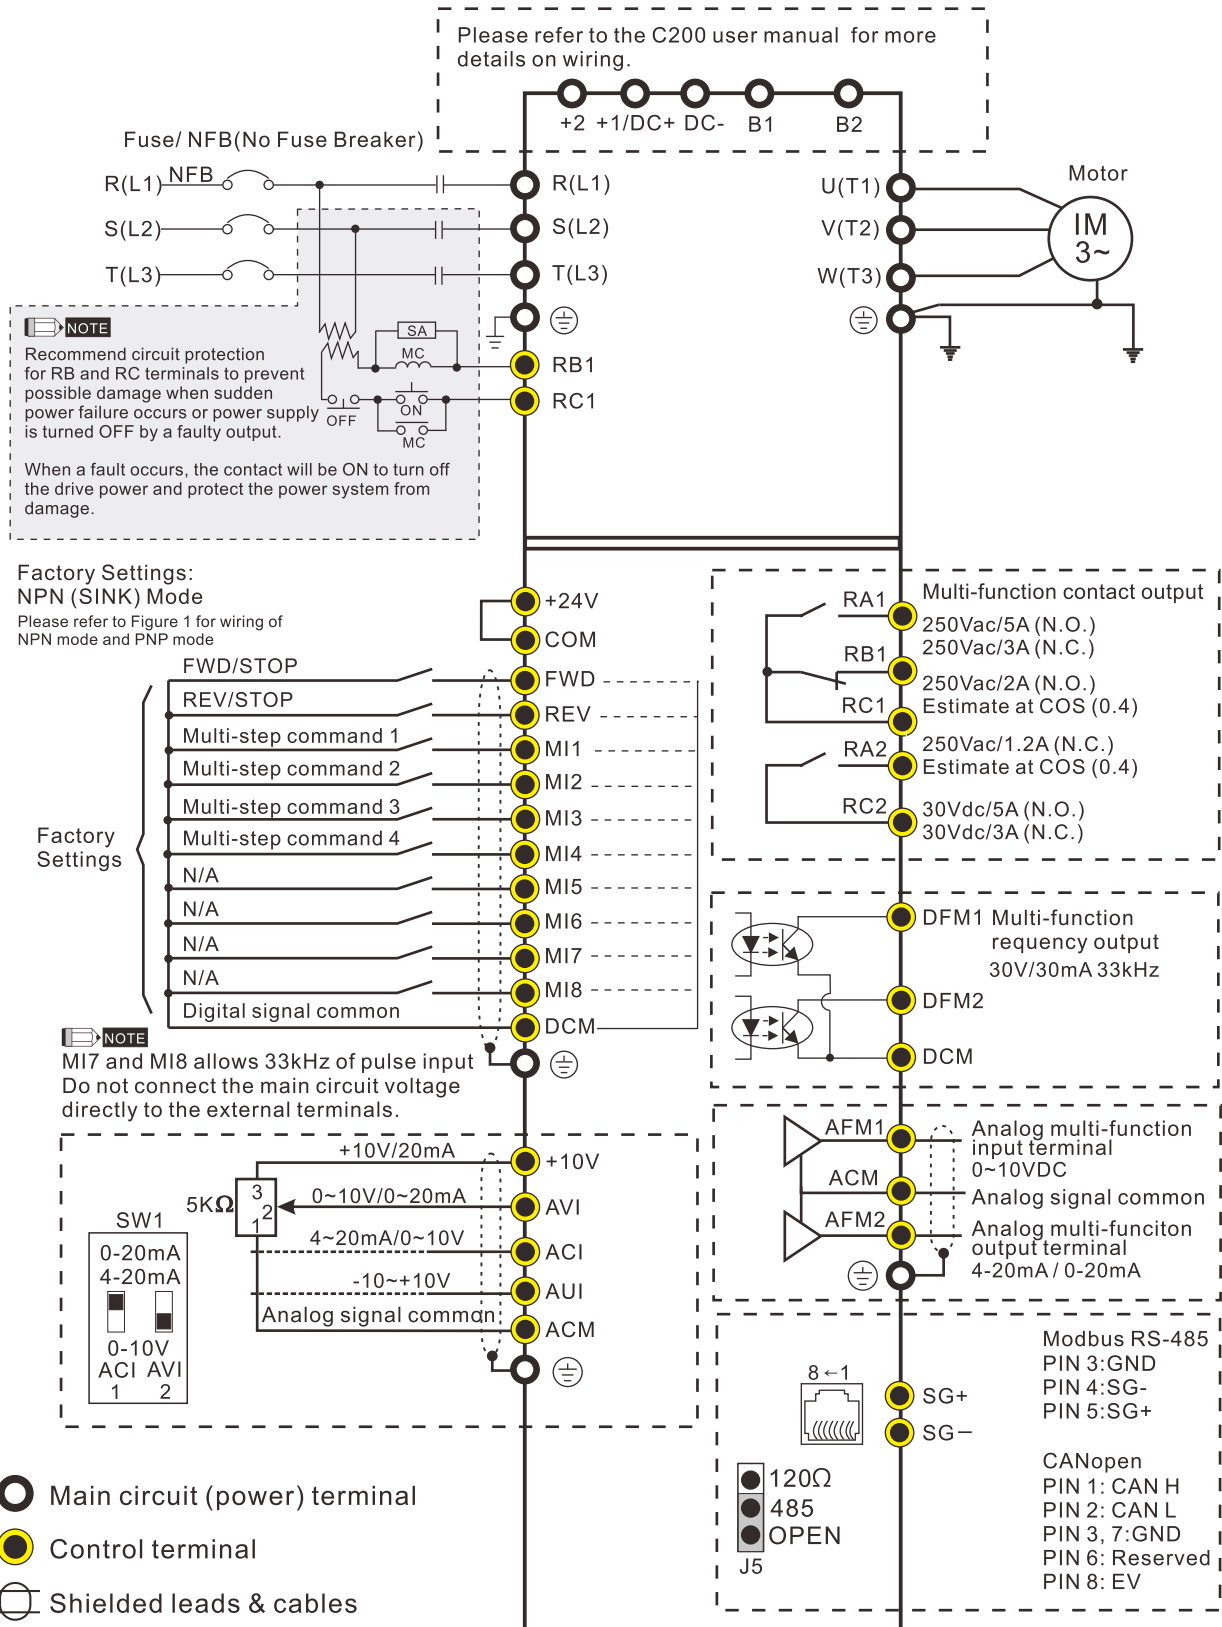 Please refer to the C200 user manual for more
details on wiring.
+2 +1/DC+ DC- B1 B2
Fuse/ NFB(No Fuse Breaker)
R(L1) NFB
S(L2)
T(L3)
R(L1)
S(L2)
T(L3)
U(T1)
V(T2)
W(T3)
Motor
IM
3~
NOTE
Recommend circuit protection
for RB and RC terminals to prevent
possible damage when sudden
power failure occurs or power supply
is turned OFF by a faulty output.
When a fault occurs, the contact will be ON to turn off
the drive power and protect the power system from
damage.
SA
MC
OFF
ON
MC
RB1
RC1
Factory Settings:
NPN (SINK) Mode
Please refer to Figure 1 for wiring of
NPN mode and PNP mode
+24V
COM
Factory
Settings
FWD/STOP
REV/STOP
Multi-step command 1
Multi-step command 2
Multi-step command 3
Multi-step command 4
N/A
N/A
N/A
N/A
Digital signal common
FWD
REV
MI1
MI2
MI3
MI4
MI5
MI6
MI7
MI8
DCM
NOTE
MI7 and MI8 allows 33kHz of pulse input
Do not connect the main circuit voltage
directly to the external terminals.
RA1
RB1
RC1
RA2
RC2
Multi-function contact output
250Vac/5A (N.O.)
250Vac/3A (N.C.)
250Vac/2A (N.O.)
Estimate at COS (0.4)
250Vac/1.2A (N.C.)
Estimate at COS (0.4)
30Vdc/5A (N.O.)
30Vdc/3A (N.C.)
DFM1 Multi-function
requency output
30V/30mA 33kHz
DFM2
DCM
AFM1
ACM
AFM2
Analog multi-function
input terminal
0~10VDC
Analog signal common
Analog multi-funciton
output terminal
4-20mA / 0-20mA
5KΩ
3
2
1
+10V/20mA
0~10V/0~20mA
4~20mA/0~10V
-10~+10V
Analog signal common
+10V
AVI
ACI
AUI
ACM
SW1
0-20mA
4-20mA
0-10V
ACI AVI
1 2
8←1
SG+
SG−
120Ω
485
OPEN
J5
Modbus RS-485
PIN 3:GND
PIN 4:SG-
PIN 5:SG+
CANopen
PIN 1: CAN H
PIN 2: CAN L
PIN 3, 7:GND
PIN 6: Reserved
PIN 8: EV
Main circuit (power) terminal
Control terminal
Shielded leads & cables